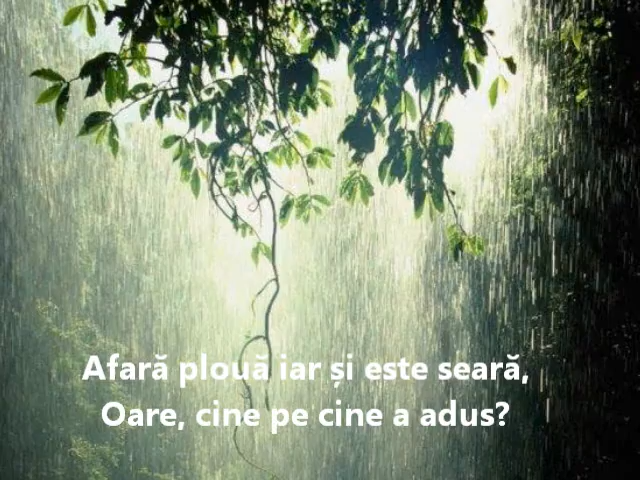 Afară plouă iar și este seară,
Oare, cine pe cine a adus?